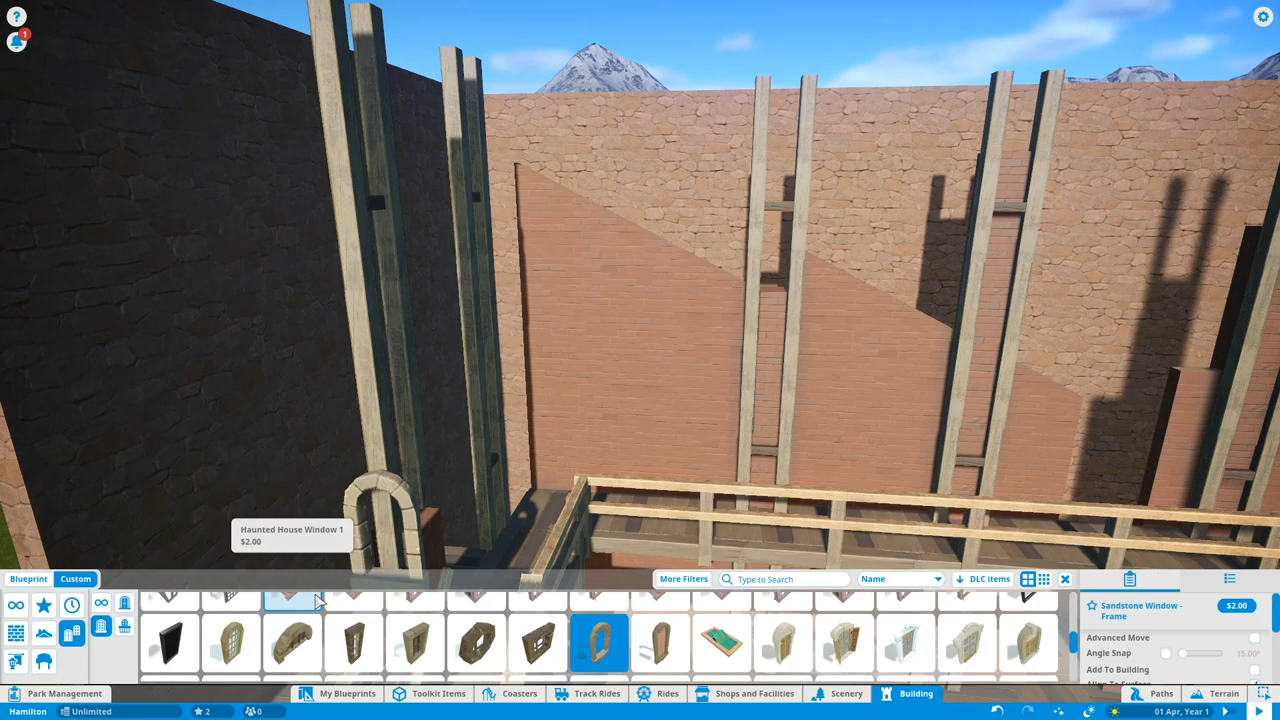 ?
1
Haunted House Window 1
$2.00
Blueprint
Custom
More Filters
Type to Search
Name
DLC items
Sandstone Window - Frame
$2.00
Advanced Move
Angle Snap
15.00°
Add To Building
Park Management
My Blueprints
Toolkit Items
Coasters
Track Rides
Rides
Shops and Facilities
Scenery
Building
Paths
Terrain
Hamilton
Unlimited
2
0
01 Apr, Year 1